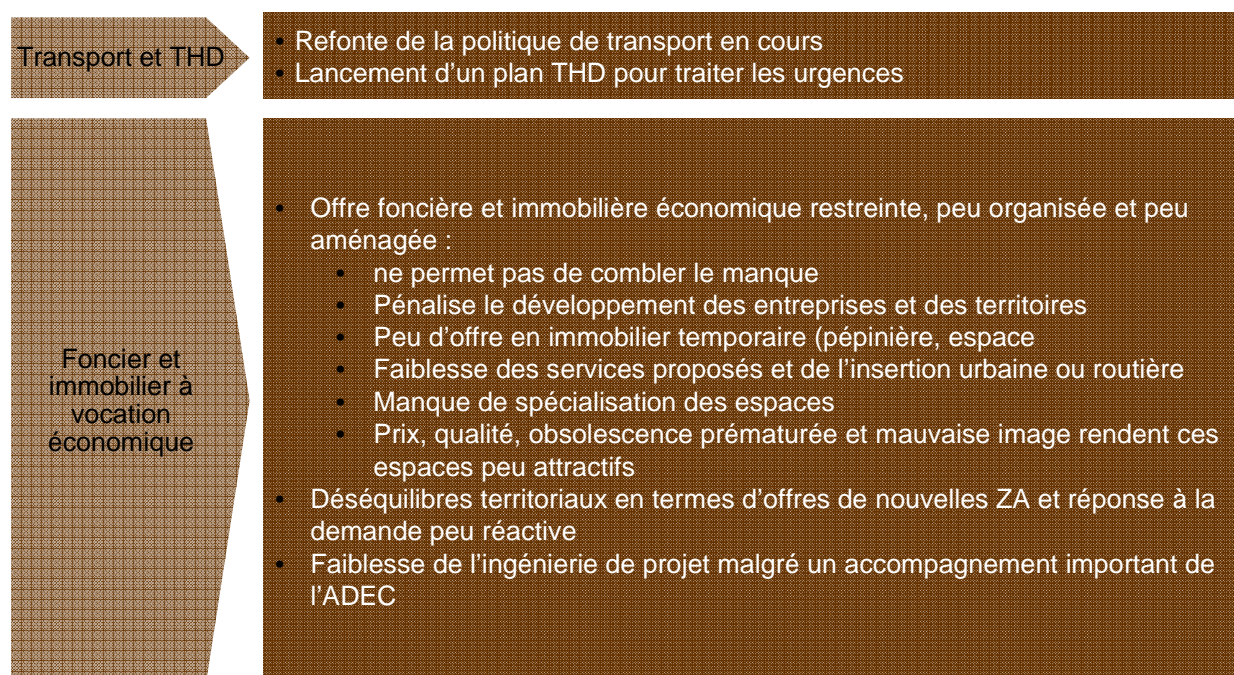 Transport et THD
• Refonte de la politique de transport en cours
• Lancement d’un plan THD pour traiter les urgences
Foncier et
immobilier à
vocation
économique
• Offre foncière et immobilière économique restreinte, peu organisée et peu
aménagée :
• ne permet pas de combler le manque
• Pénalise le développement des entreprises et des territoires
• Peu d’offre en immobilier temporaire (pépinière, espace
• Faiblesse des services proposés et de l’insertion urbaine ou routière
• Manque de spécialisation des espaces
• Prix, qualité, obsolescence prématurée et mauvaise image rendent ces
espaces peu attractifs
• Déséquilibres territoriaux en termes d’offres de nouvelles ZA et réponse à la
demande peu réactive
• Faiblesse de l’ingénierie de projet malgré un accompagnement important de
l’ADEC